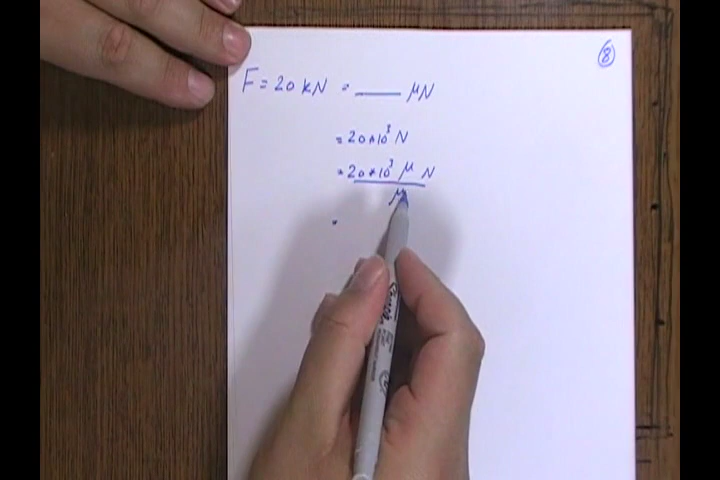 8
F = 20 kN = ____ μN
= 20*10³ N
= 20*10³ μ N
μ
=